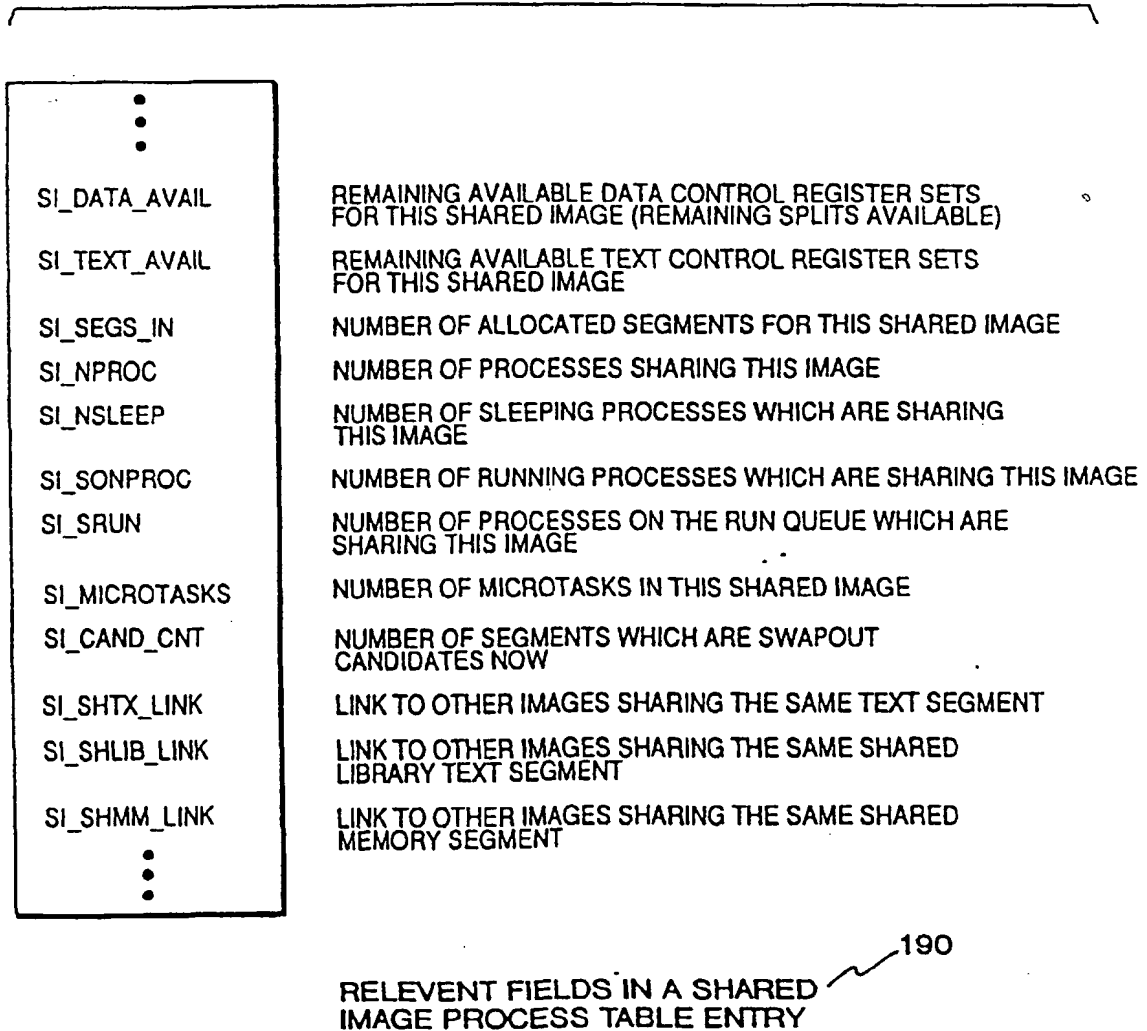 SI_DATA_AVAIL REMAINING AVAILABLE DATA CONTROL REGISTER SETS
FOR THIS SHARED IMAGE (REMAINING SPLITS AVAILABLE)
SI_TEXT_AVAIL REMAINING AVAILABLE TEXT CONTROL REGISTER SETS
FOR THIS SHARED IMAGE
SI_SEGS_IN NUMBER OF ALLOCATED SEGMENTS FOR THIS SHARED IMAGE
SI_NPROC NUMBER OF PROCESSES SHARING THIS IMAGE
SI_NSLEEP NUMBER OF SLEEPING PROCESSES WHICH ARE SHARING
THIS IMAGE
SI_SONPROC NUMBER OF RUNNING PROCESSES WHICH ARE SHARING THIS IMAGE
SI_SRUN NUMBER OF PROCESSES ON THE RUN QUEUE WHICH ARE
SHARING THIS IMAGE
SI_MICROTASKS NUMBER OF MICROTASKS IN THIS SHARED IMAGE
SI_CAND_CNT NUMBER OF SEGMENTS WHICH ARE SWAPOUT
CANDIDATES NOW
SI_SHTX_LINK LINK TO OTHER IMAGES SHARING THE SAME TEXT SEGMENT
SI_SHLIB_LINK LINK TO OTHER IMAGES SHARING THE SAME SHARED
LIBRARY TEXT SEGMENT
SI_SHMM_LINK LINK TO OTHER IMAGES SHARING THE SAME SHARED
MEMORY SEGMENT
190
RELEVENT FIELDS IN A SHARED
IMAGE PROCESS TABLE ENTRY